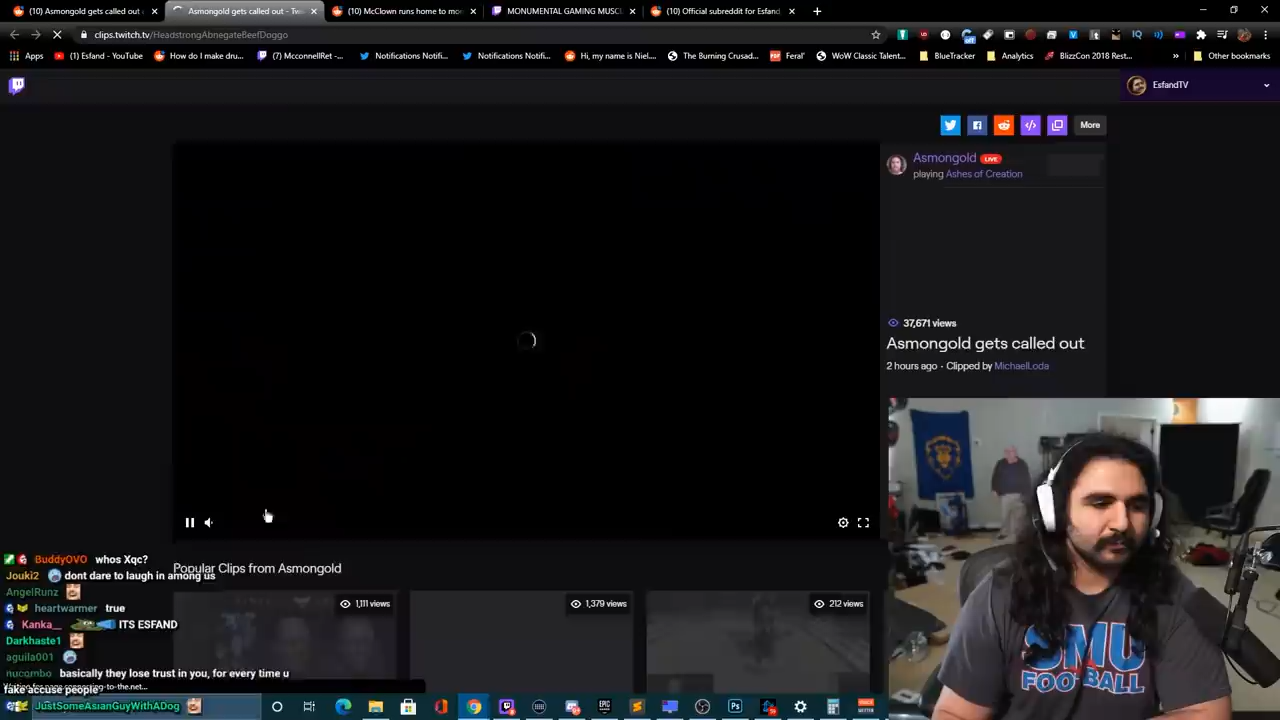 (10) Asmongold gets called out
Asmongold gets called out - Twi
(10) McClown runs home to mo
MONUMENTAL GAMING MUSC
(10) Official subreddit for Esfand
clips.twitch.tv/HeadstrongAbnegateBeefDoggo
Apps
(1) Esfand - YouTube
How do I make dru...
(7) McconnellRet -...
Notifications Notifi...
Notifications Notifi...
Hi, my name is Niel...
The Burning Crusad...
Feral'
WoW Classic Talent...
BlueTracker
Analytics
BlizzCon 2018 Rest...
Other bookmarks
EsfandTV
More
Asmongold LIVE
playing Ashes of Creation
37,671 views
Asmongold gets called out
2 hours ago - Clipped by MichaelLoda
Popular Clips from Asmongold
1,111 views
1,379 views
212 views
BuddyOVO whos Xqc?
Jouki2 dont dare to laugh in among us
AngelRunz
heartwarmer true
Kanka__ ITS ESFAND
Darkhaste1
aguila001
nucombo basically they lose trust in you, for every time u
fake accuse people
JustSomeAsianGuyWithADog
SMU
FOOTBALL